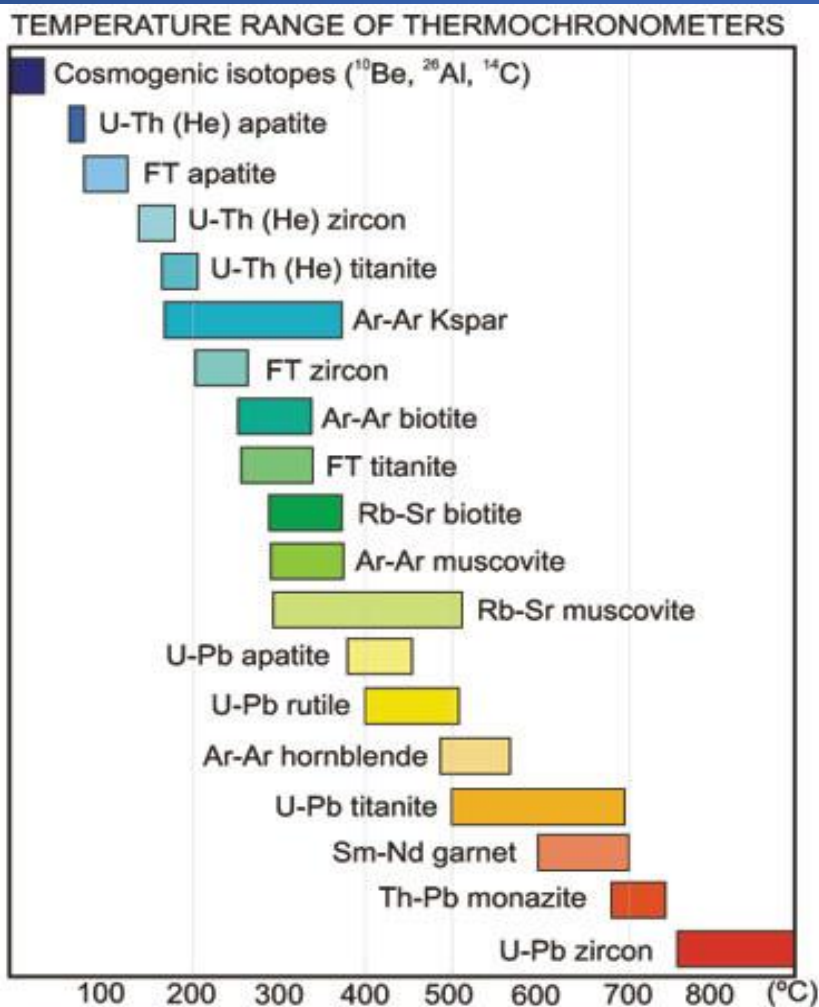 TEMPERATURE RANGE OF THERMOCHRONOMETERS
Cosmogenic isotopes (¹⁰Be, ²⁶Al, ¹⁴C)
U-Th (He) apatite
FT apatite
U-Th (He) zircon
U-Th (He) titanite
Ar-Ar Kspar
FT zircon
Ar-Ar biotite
FT titanite
Rb-Sr biotite
Ar-Ar muscovite
Rb-Sr muscovite
U-Pb apatite
U-Pb rutile
Ar-Ar hornblende
U-Pb titanite
Sm-Nd garnet
Th-Pb monazite
U-Pb zircon
100 200 300 400 500 600 700 800 (ºC)